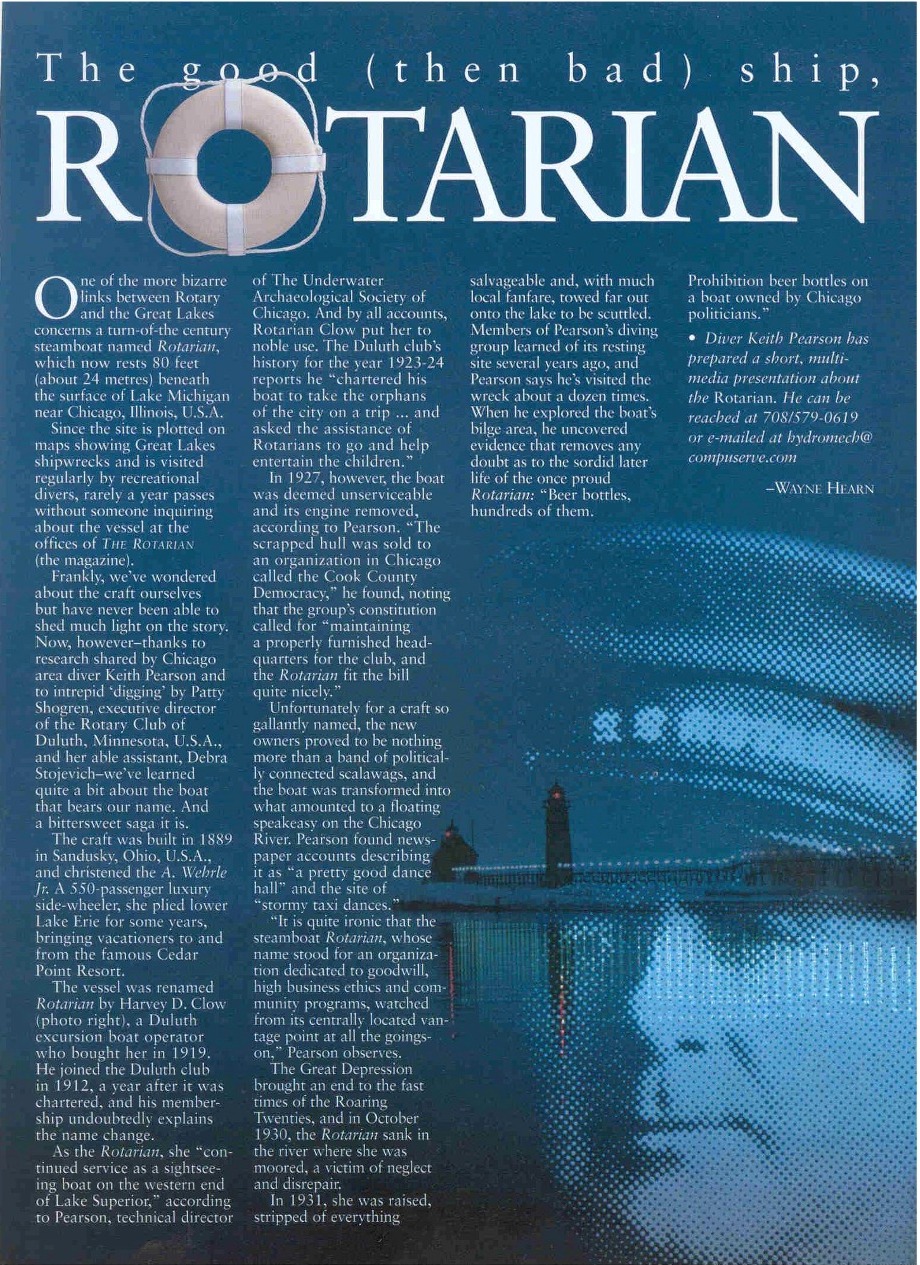 The good (then bad) ship,
ROTARIAN
One of the more bizarre
links between Rotary
and the Great Lakes
concerns a turn-of-the century
steamboat named Rotarian,
which now rests 80 feet
(about 24 metres) beneath
the surface of Lake Michigan
near Chicago, Illinois, U.S.A.
Since the site is plotted on
maps showing Great Lakes
shipwrecks and is visited
regularly by recreational
divers, rarely a year passes
without someone inquiring
about the vessel at the
offices of THE ROTARIAN
(the magazine).
Frankly, we've wondered
about the craft ourselves
but have never been able to
shed much light on the story.
Now, however–thanks to
research shared by Chicago
area diver Keith Pearson and
to intrepid 'digging' by Patty
Shogren, executive director
of the Rotary Club of
Duluth, Minnesota, U.S.A.,
and her able assistant, Debra
Stojevich–we've learned
quite a bit about the boat
that bears our name. And
a bittersweet saga it is.
The craft was built in 1889
in Sandusky, Ohio, U.S.A.,
and christened the A. Wehrle
Jr. A 550-passenger luxury
side-wheeler, she plied lower
Lake Erie for some years,
bringing vacationers to and
from the famous Cedar
Point Resort.
The vessel was renamed
Rotarian by Harvey D. Clow
(photo right), a Duluth
excursion boat operator
who bought her in 1919.
He joined the Duluth club
in 1912, a year after it was
chartered, and his member-
ship undoubtedly explains
the name change.
As the Rotarian, she "con-
tinued service as a sightsee-
ing boat on the western end
of Lake Superior," according
to Pearson, technical director
of The Underwater
Archaeological Society of
Chicago. And by all accounts,
Rotarian Clow put her to
noble use. The Duluth club's
history for the year 1923-24
reports he "chartered his
boat to take the orphans
of the city on a trip ... and
asked the assistance of
Rotarians to go and help
entertain the children."
In 1927, however, the boat
was deemed unserviceable
and its engine removed,
according to Pearson. "The
scrapped hull was sold to
an organization in Chicago
called the Cook County
Democracy," he found, noting
that the group's constitution
called for "maintaining
a properly furnished head-
quarters for the club, and
the Rotarian fit the bill
quite nicely."
Unfortunately for a craft so
gallantly named, the new
owners proved to be nothing
more than a band of political-
ly connected scalawags, and
the boat was transformed into
what amounted to a floating
speakeasy on the Chicago
River. Pearson found news-
paper accounts describing
it as "a pretty good dance
hall" and the site of
"stormy taxi dances."
"It is quite ironic that the
steamboat Rotarian, whose
name stood for an organiza-
tion dedicated to goodwill,
high business ethics and com-
munity programs, watched
from its centrally located van-
tage point at all the goings-
on," Pearson observes.
The Great Depression
brought an end to the fast
times of the Roaring
Twenties, and in October
1930, the Rotarian sank in
the river where she was
moored, a victim of neglect
and disrepair.
In 1931, she was raised,
stripped of everything
salvageable and, with much
local fanfare, towed far out
onto the lake to be scuttled.
Members of Pearson's diving
group learned of its resting
site several years ago, and
Pearson says he's visited the
wreck about a dozen times.
When he explored the boat's
bilge area, he uncovered
evidence that removes any
doubt as to the sordid later
life of the once proud
Rotarian: "Beer bottles,
hundreds of them.
Prohibition beer bottles on
a boat owned by Chicago
politicians."
• Diver Keith Pearson has
prepared a short, multi-
media presentation about
the Rotarian. He can be
reached at 708/579-0619
or e-mailed at hydromech@
compuserve.com
–WAYNE HEARN